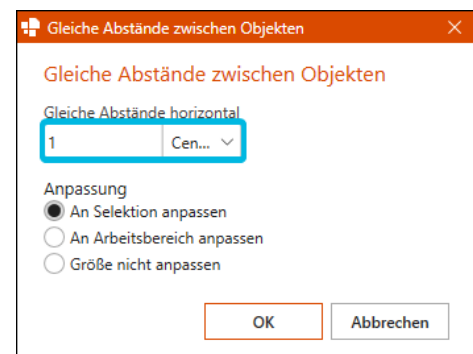 Gleiche Abstände zwischen Objekten
Gleiche Abstände zwischen Objekten
Gleiche Abstände horizontal
1 Cen...
Anpassung
An Selektion anpassen
An Arbeitsbereich anpassen
Größe nicht anpassen
OK Abbrechen